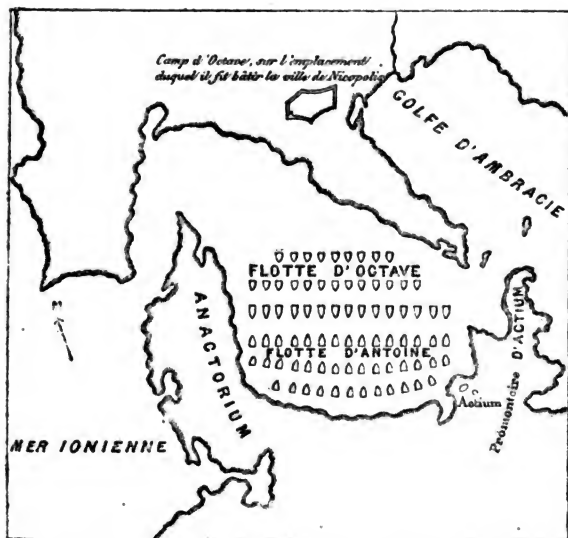 Camp d'Octave, sur l'emplacement
duquel il fit bâtir la ville de Nicopolis
GOLFE D'AMBRACIE
FLOTTE D'OCTAVE
ANACTORIUM
FLOTTE D'ANTOINE
Actium
Promontoire D'ACTIUM
MER IONIENNE